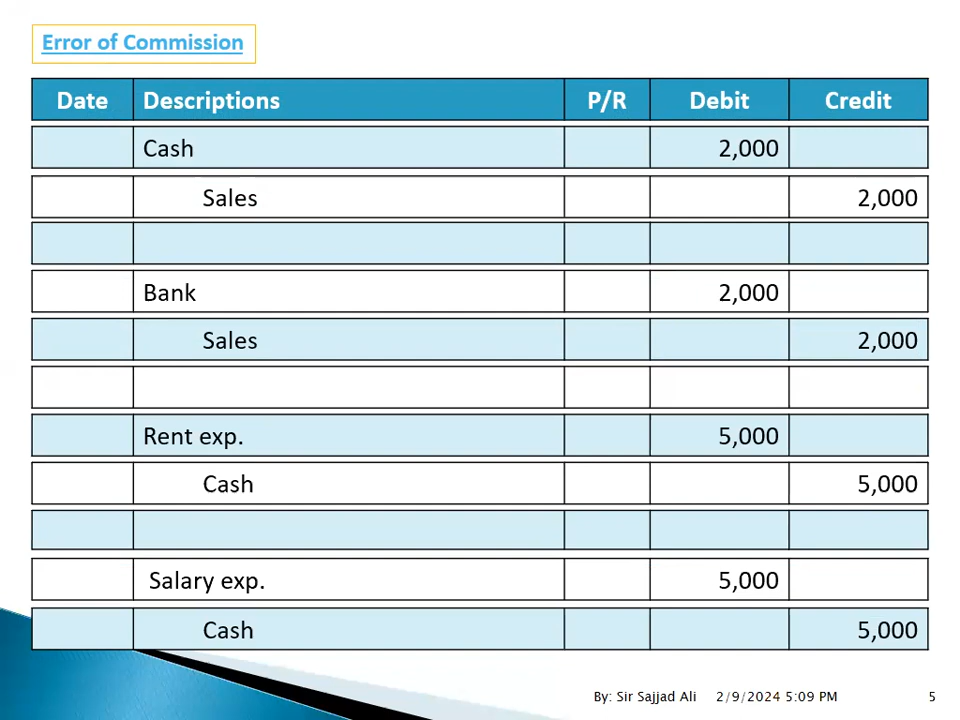 Error of Commission
Date Descriptions P/R Debit Credit
Cash 2,000
Sales 2,000
Bank 2,000
Sales 2,000
Rent exp. 5,000
Cash 5,000
Salary exp. 5,000
Cash 5,000
By: Sir Sajjad Ali 2/9/2024 5:09 PM 5